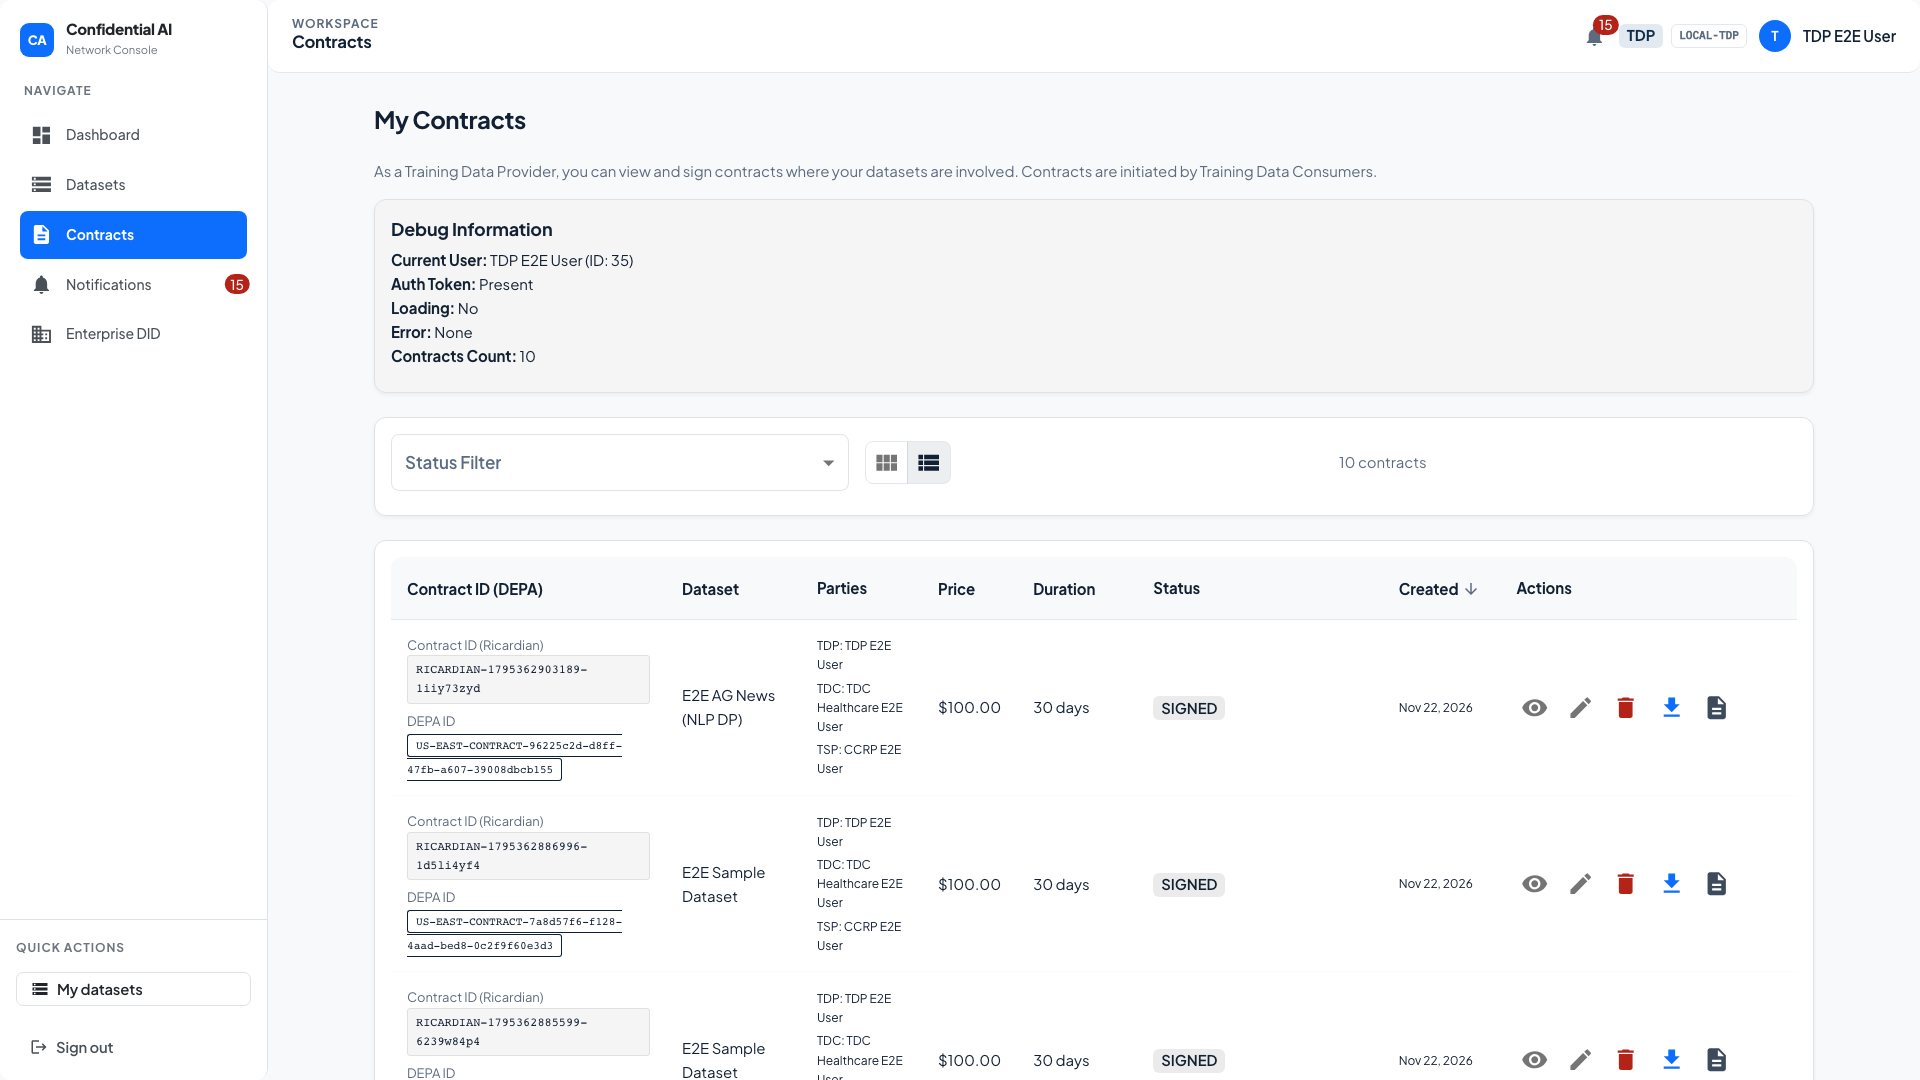 CA
Confidential AI
Network Console
NAVIGATE
Dashboard
Datasets
Contracts
Notifications
15
Enterprise DID
QUICK ACTIONS
My datasets
Sign out
WORKSPACE
Contracts
15
TDP
LOCAL-TDP
T
TDP E2E User
My Contracts
As a Training Data Provider, you can view and sign contracts where your datasets are involved. Contracts are initiated by Training Data Consumers.
Debug Information
Current User: TDP E2E User (ID: 35)
Auth Token: Present
Loading: No
Error: None
Contracts Count: 10
Status Filter
10 contracts
Contract ID (DEPA)
Dataset
Parties
Price
Duration
Status
Created
Actions
Contract ID (Ricardian)
RICARDIAN-1795362903189-
1iiy73zyd
DEPA ID
US-EAST-CONTRACT-96225c2d-d8ff-
47fb-a607-39008dbcb155
E2E AG News
(NLP DP)
TDP: TDP E2E
User
TDC: TDC
Healthcare E2E
User
TSP: CCRP E2E
User
$100.00
30 days
SIGNED
Nov 22, 2026
Contract ID (Ricardian)
RICARDIAN-1795362886996-
1d5li4yf4
DEPA ID
US-EAST-CONTRACT-7a8d57f6-f128-
4aad-bed8-0c2f9f60e3d3
E2E Sample
Dataset
TDP: TDP E2E
User
TDC: TDC
Healthcare E2E
User
TSP: CCRP E2E
User
$100.00
30 days
SIGNED
Nov 22, 2026
Contract ID (Ricardian)
RICARDIAN-1795362885599-
6239w84p4
DEPA ID
E2E Sample
Dataset
TDP: TDP E2E
User
TDC: TDC
Healthcare E2E
User
$100.00
30 days
SIGNED
Nov 22, 2026